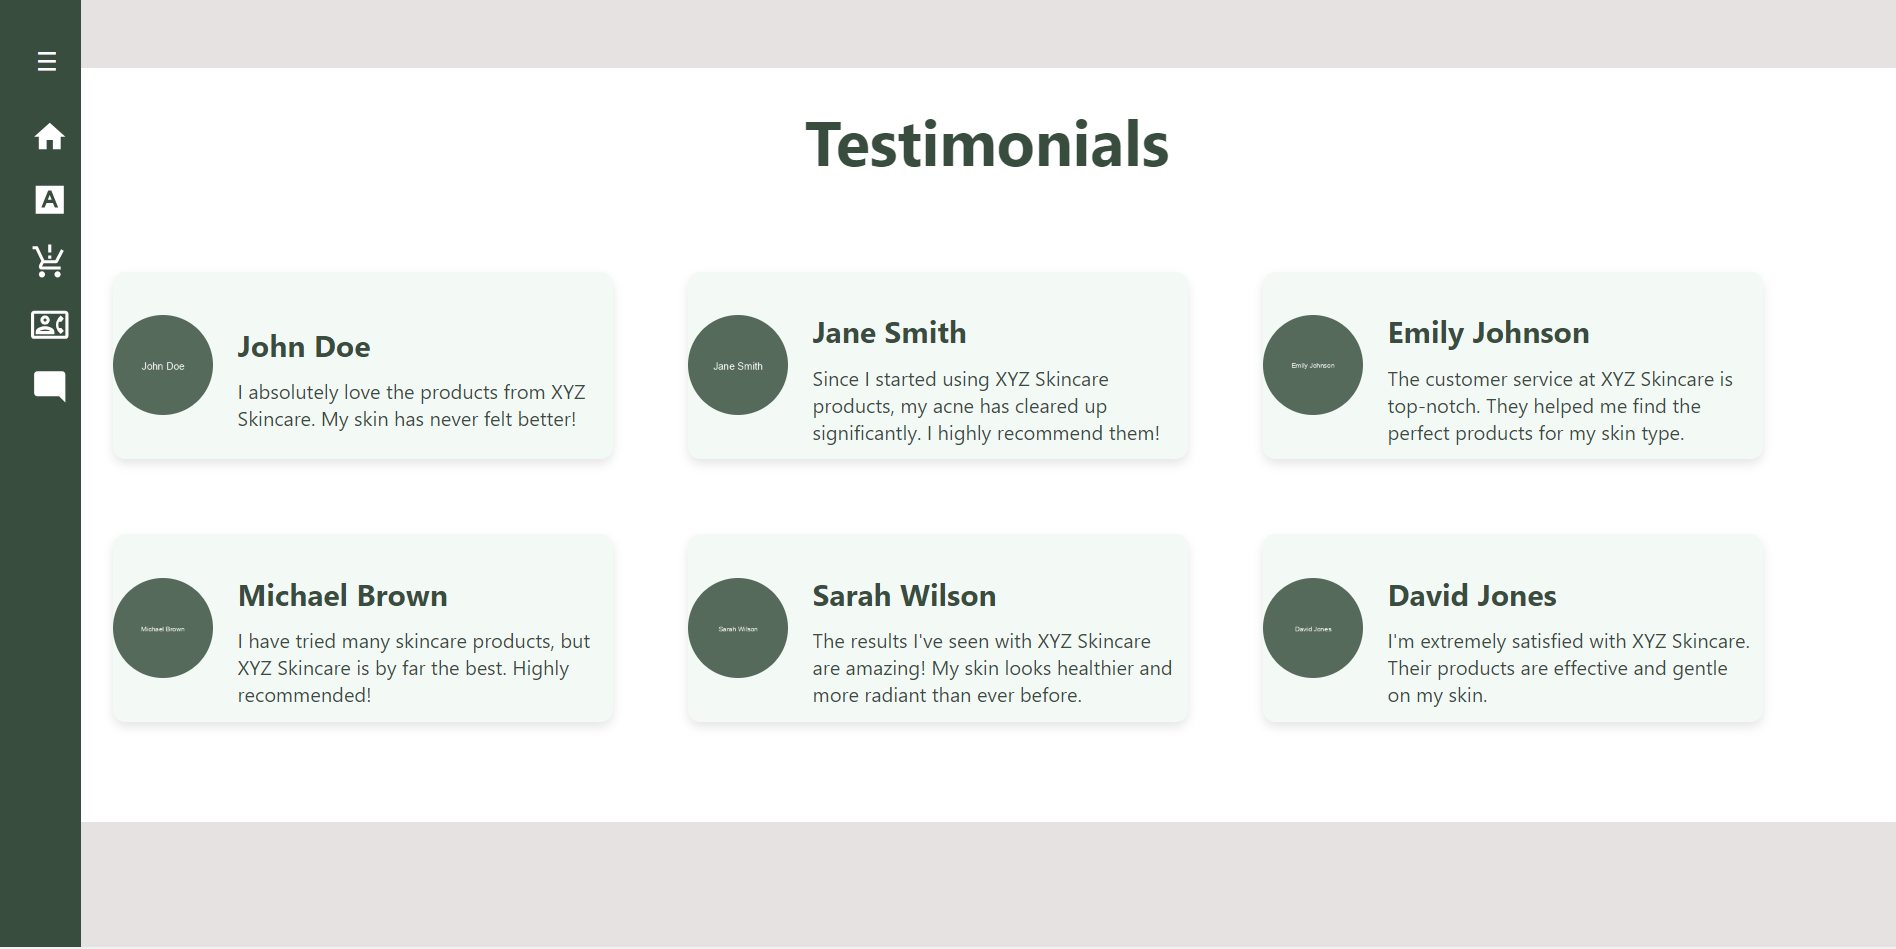 Testimonials
A
John Doe
John Doe
I absolutely love the products from XYZ
Skincare. My skin has never felt better!
Jane Smith
Jane Smith
Since I started using XYZ Skincare
products, my acne has cleared up
significantly. I highly recommend them!
Emily Johnson
Emily Johnson
The customer service at XYZ Skincare is
top-notch. They helped me find the
perfect products for my skin type.
Michael Brown
Michael Brown
I have tried many skincare products, but
XYZ Skincare is by far the best. Highly
recommended!
Sarah Wilson
Sarah Wilson
The results I've seen with XYZ Skincare
are amazing! My skin looks healthier and
more radiant than ever before.
David Jones
David Jones
I'm extremely satisfied with XYZ Skincare.
Their products are effective and gentle
on my skin.